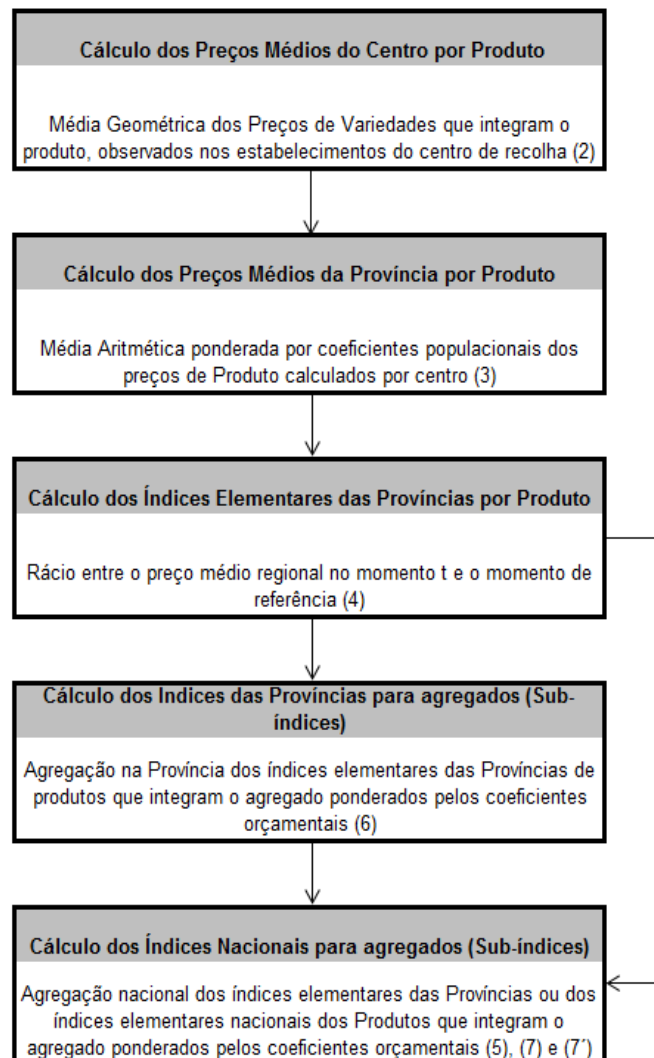 Cálculo dos Preços Médios do Centro por Produto
Média Geométrica dos Preços de Variedades que integram o
produto, observados nos estabelecimentos do centro de recolha (2)
Cálculo dos Preços Médios da Província por Produto
Média Aritmética ponderada por coeficientes populacionais dos
preços de Produto calculados por centro (3)
Cálculo dos Índices Elementares das Províncias por Produto
Rácio entre o preço médio regional no momento t e o momento de
referência (4)
Cálculo dos Indices das Províncias para agregados (Sub-
índices)
Agregação na Província dos índices elementares das Províncias de
produtos que integram o agregado ponderados pelos coeficientes
orçamentais (6)
Cálculo dos Índices Nacionais para agregados (Sub-índices)
Agregação nacional dos índices elementares das Províncias ou dos
índices elementares nacionais dos Produtos que integram o
agregado ponderados pelos coeficientes orçamentais (5), (7) e (7´)